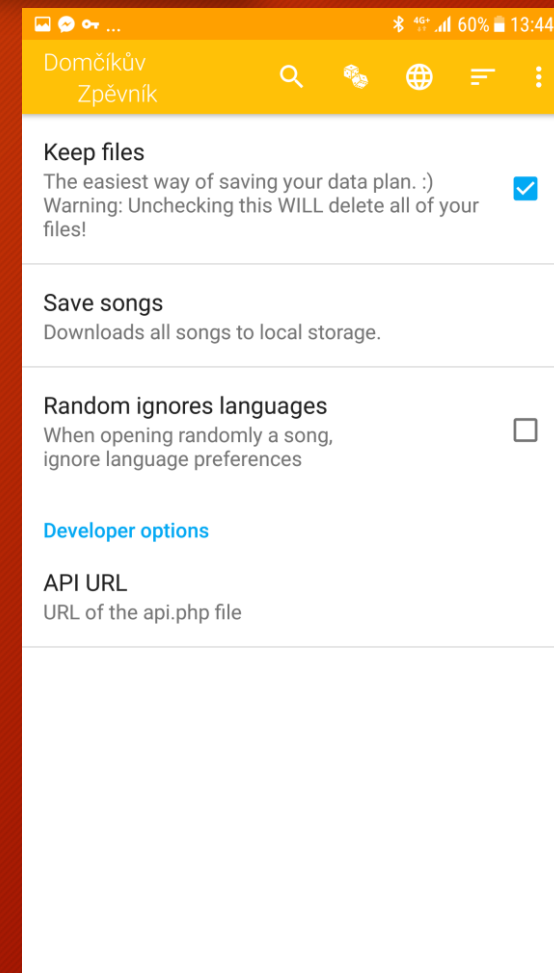 ... 4G+ 60% 13:44
Domčíkův
Zpěvník
Keep files
The easiest way of saving your data plan. :)
Warning: Unchecking this WILL delete all of your
files!
Save songs
Downloads all songs to local storage.
Random ignores languages
When opening randomly a song,
ignore language preferences
Developer options
API URL
URL of the api.php file